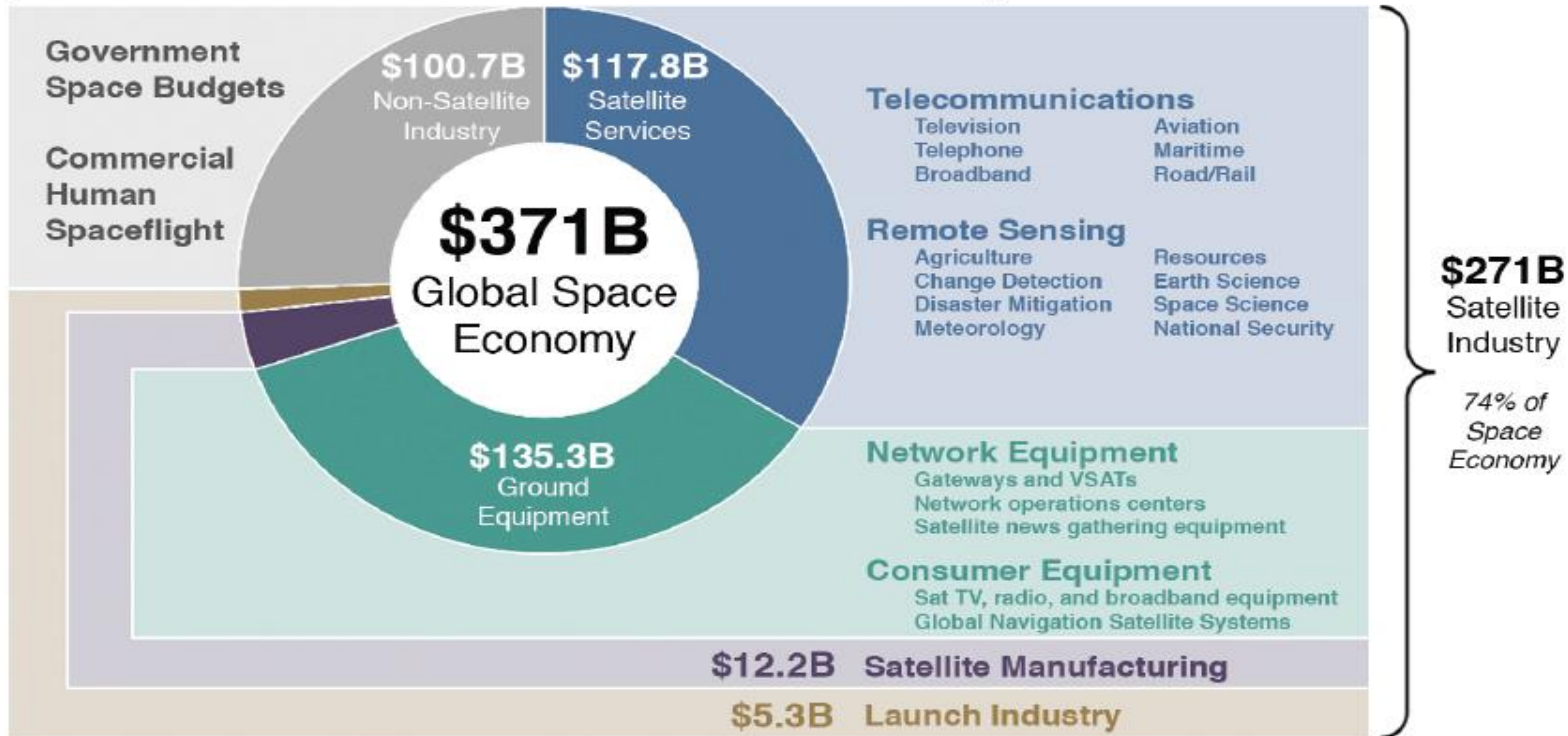 Government
Space Budgets
Commercial
Human
Spaceflight
$100.7B
Non-Satellite
Industry
$117.8B
Satellite
Services
$371B
Global Space
Economy
$135.3B
Ground
Equipment
Telecommunications
Television
Telephone
Broadband
Aviation
Maritime
Road/Rail
Remote Sensing
Agriculture
Change Detection
Disaster Mitigation
Meteorology
Resources
Earth Science
Space Science
National Security
Network Equipment
Gateways and VSATs
Network operations centers
Satellite news gathering equipment
Consumer Equipment
Sat TV, radio, and broadband equipment
Global Navigation Satellite Systems
$12.2B Satellite Manufacturing
$5.3B Launch Industry
$271B
Satellite
Industry
74% of
Space
Economy